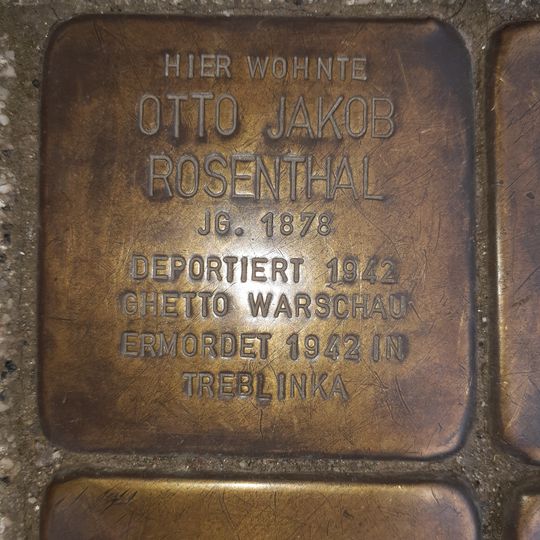 HIER WOHNTE
OTTO JAKOB
ROSENTHAL
JG. 1878
DEPORTIERT 1942
GHETTO WARSCHAU
ERMORDET 1942 IN
TREBLINKA